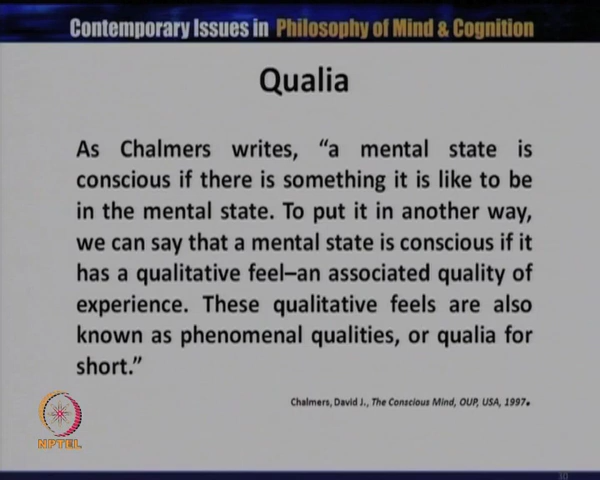 Contemporary Issues in Philosophy of Mind & Cognition
Qualia
As Chalmers writes, “a mental state is
conscious if there is something it is like to be
in the mental state. To put it in another way,
we can say that a mental state is conscious if it
has a qualitative feel–an associated quality of
experience. These qualitative feels are also
known as phenomenal qualities, or qualia for
short.”
Chalmers, David J., The Conscious Mind, OUP, USA, 1997.
NPTEL
30